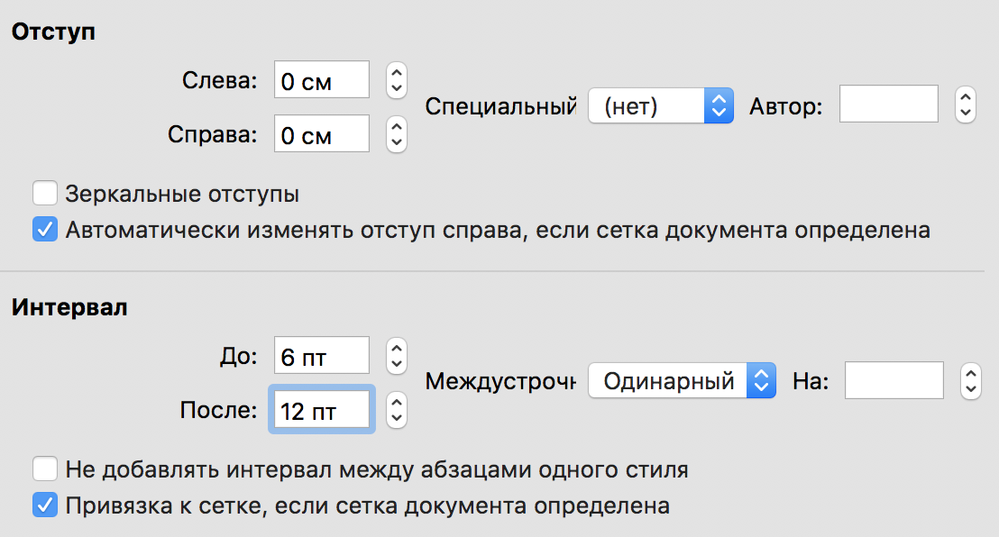 Отступ
Слева: 0 см
Специальный (нет) Автор:
Справа: 0 см
Зеркальные отступы
Автоматически изменять отступ справа, если сетка документа определена
Интервал
До: 6 пт
Междустрочн Одинарный На:
После: 12 пт
Не добавлять интервал между абзацами одного стиля
Привязка к сетке, если сетка документа определена